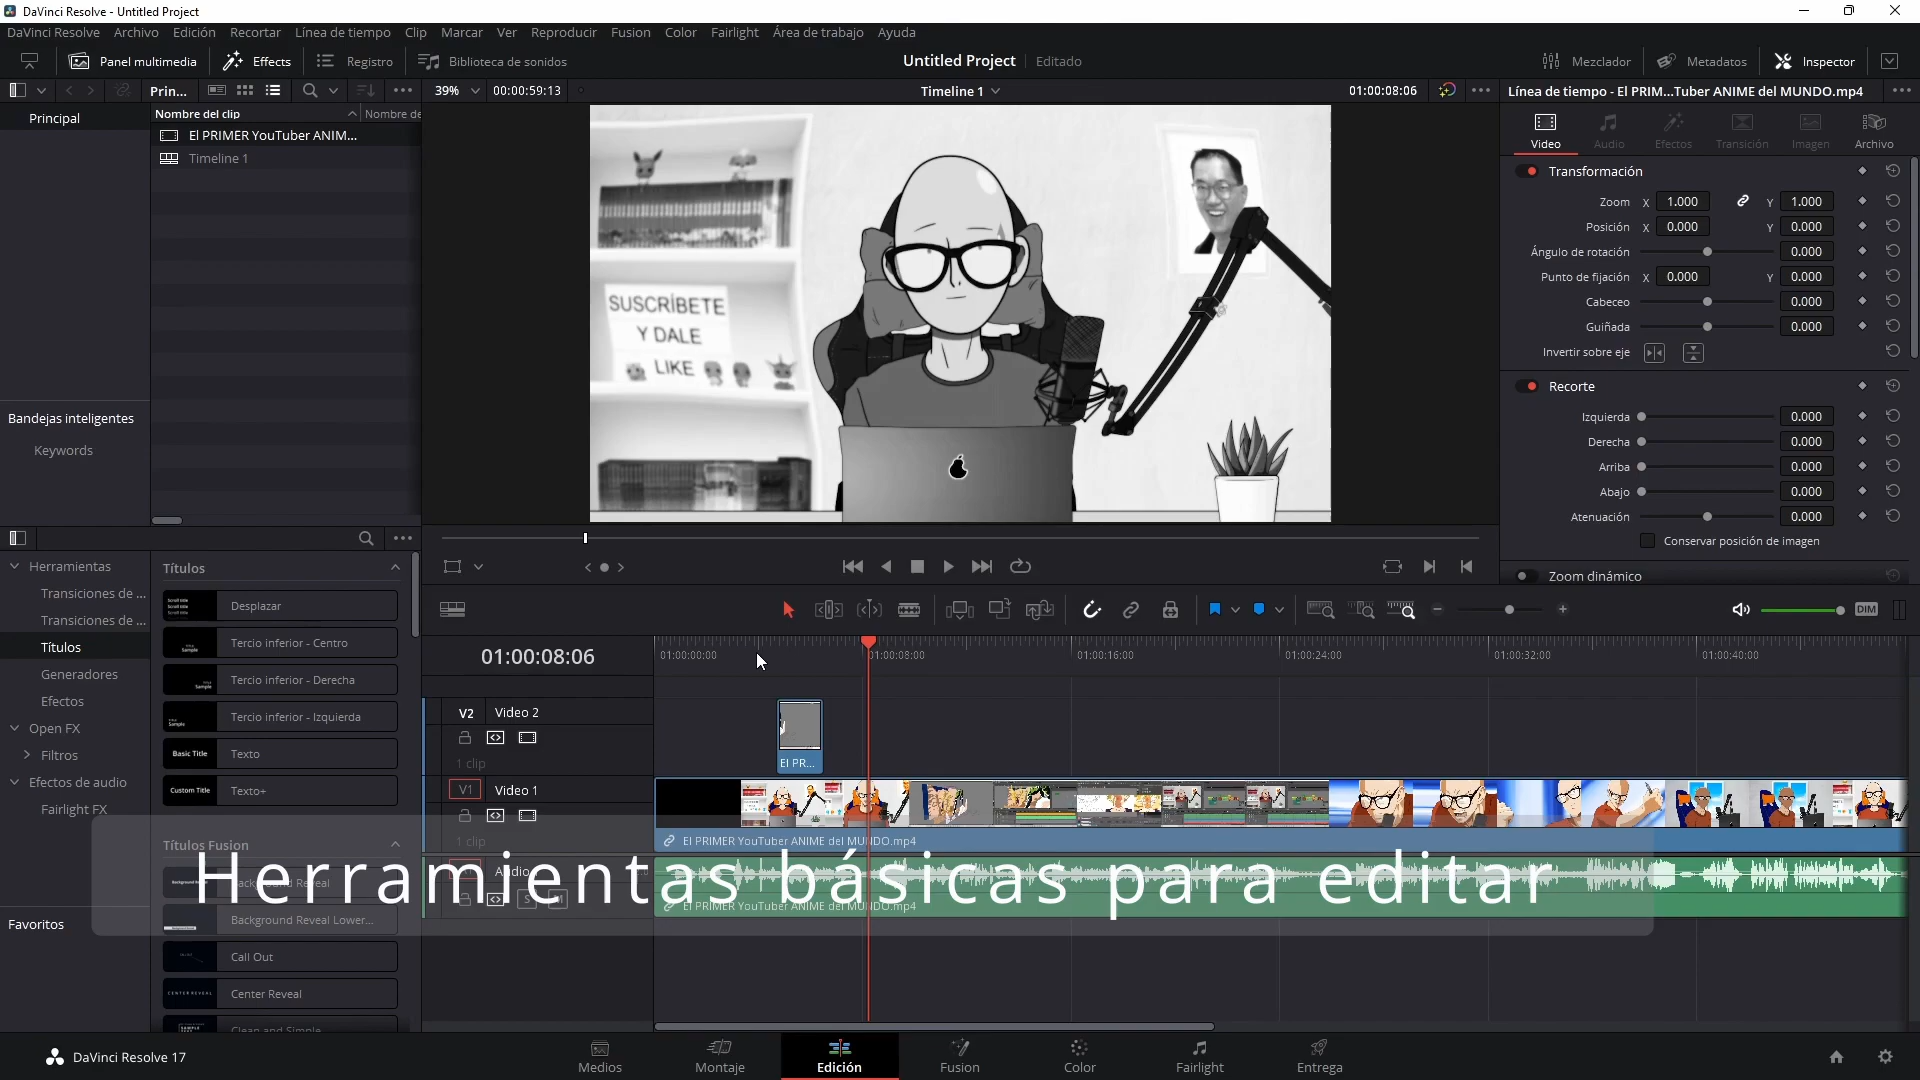 DaVinci Resolve - Untitled Project
DaVinci Resolve Archivo Edición Recortar Línea de tiempo Clip Marcar Ver Reproducir Fusion Color Fairlight Área de trabajo Ayuda
Panel multimedia Effects Registro Biblioteca de sonidos Untitled Project Editado Mezclador Metadatos Inspector
Prin... 39% 00:00:59:13 Timeline 1 01:00:08:06 Línea de tiempo - El PRIM...Tuber ANIME del MUNDO.mp4
Principal
Nombre del clip Nombre de
El PRIMER YouTuber ANIM...
Timeline 1
Bandejas inteligentes
Keywords
SUSCRÍBETE
Y DALE
LIKE
Video Audio Efectos Transición Imagen Archivo
Transformación
Zoom X 1.000 Y 1.000
Posición X 0.000 Y 0.000
Ángulo de rotación 0.000
Punto de fijación X 0.000 Y 0.000
Cabeceo 0.000
Guiñada 0.000
Invertir sobre eje
Recorte
Izquierda 0.000
Derecha 0.000
Arriba 0.000
Abajo 0.000
Atenuación 0.000
Conservar posición de imagen
Zoom dinámico
Herramientas
Transiciones de ...
Transiciones de ...
Títulos
Generadores
Efectos
Open FX
Filtros
Efectos de audio
Fairlight FX
Favoritos
Títulos
Desplazar
Tercio inferior - Centro
Tercio inferior - Derecha
Tercio inferior - Izquierda
Basic Title Texto
Custom Title Texto+
Títulos Fusion
Background Reveal
Background Reveal Lower...
Call Out
CENTER REVEAL Center Reveal
Clean and Simple
DIM
01:00:08:06
01:00:00:00 01:00:08:00 01:00:16:00 01:00:24:00 01:00:32:00 01:00:40:00
V2 Video 2
1 clip
El PR...
V1 Video 1
1 clip
El PRIMER YouTuber ANIME del MUNDO.mp4
A1 Audio
S M
El PRIMER YouTuber ANIME del MUNDO.mp4
Herramientas básicas para editar
DaVinci Resolve 17
Medios Montaje Edición Fusion Color Fairlight Entrega